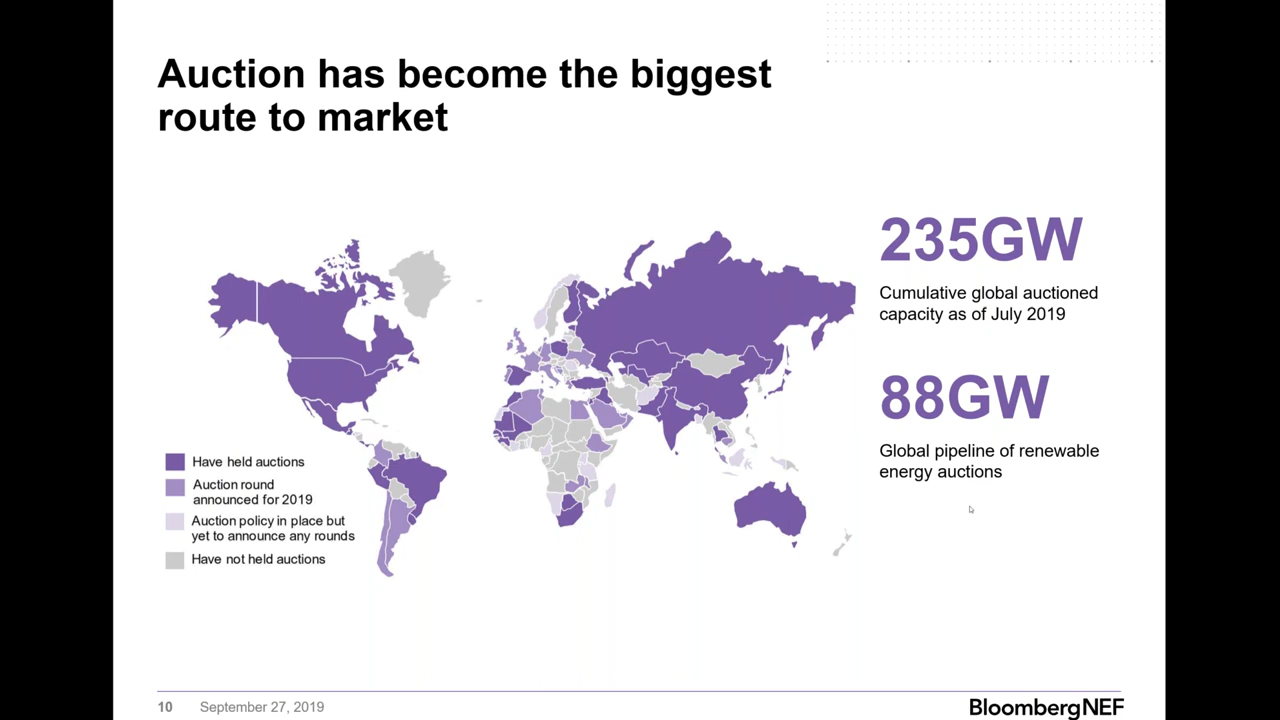 Auction has become the biggest
route to market
235GW
Cumulative global auctioned
capacity as of July 2019
88GW
Global pipeline of renewable
energy auctions
Have held auctions
Auction round
announced for 2019
Auction policy in place but
yet to announce any rounds
Have not held auctions
10 September 27, 2019
BloombergNEF